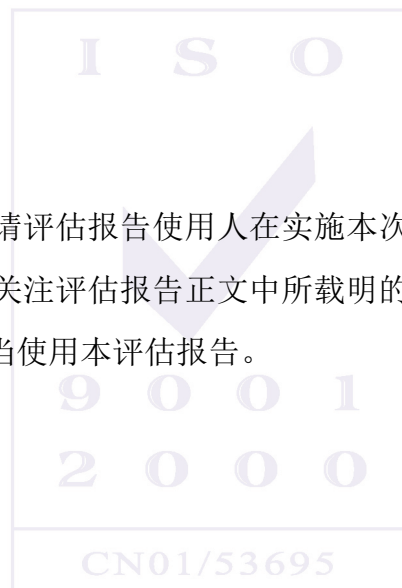 I S O
请评估报告使用人在实施本次
关注评估报告正文中所载明的
当使用本评估报告。
9 0 0 1
2 0 0 0
CN01/53695